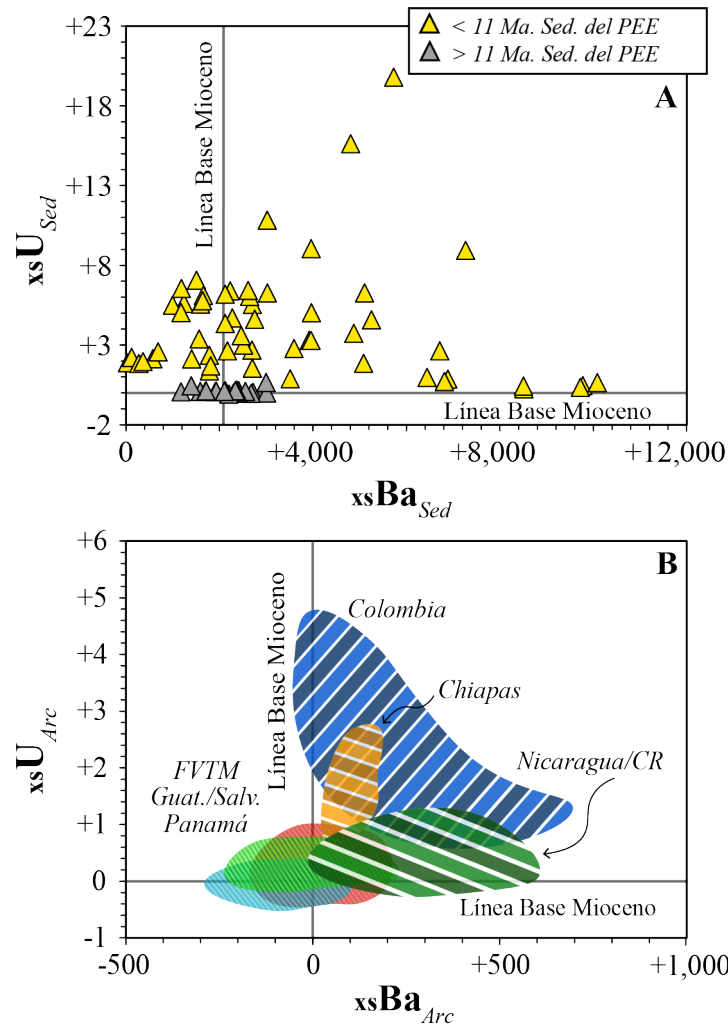 +23
< 11 Ma. Sed. del PEE
> 11 Ma. Sed. del PEE
A
+18
Línea Base Mioceno
+13
xsU Sed
+8
+3
Línea Base Mioceno
-2
0
+4,000
+8,000
+12,000
xsBa Sed
+6
B
+5
Colombia
Línea Base Mioceno
+4
Chiapas
+3
xsU Arc
Nicaragua/CR
+2
FVTM
Guat./Salv.
Panamá
+1
0
Línea Base Mioceno
-1
-500
0
+500
+1,000
xsBa Arc